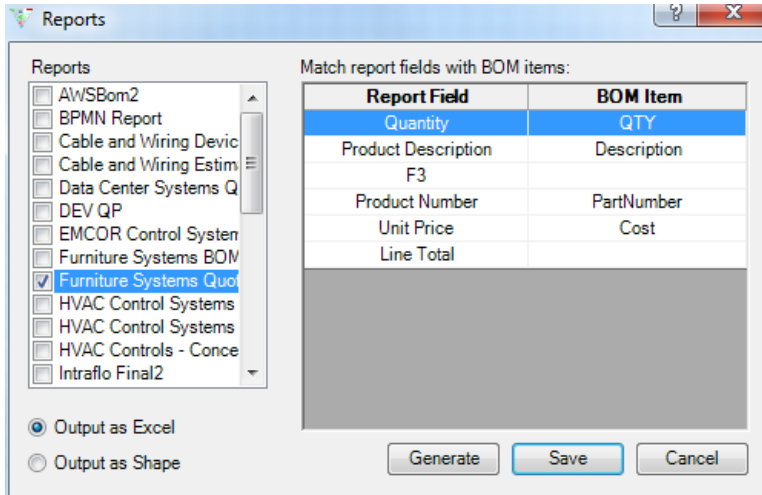 Reports
Reports
AWSBom2
BPMN Report
Cable and Wiring Devic
Cable and Wiring Estim
Data Center Systems Q
DEV QP
EMCOR Control System
Furniture Systems BOM
Furniture Systems Quot
HVAC Control Systems
HVAC Control Systems
HVAC Controls - Conce
Intraflo Final2
Output as Excel
Output as Shape
Match report fields with BOM items:
Report Field BOM Item
Quantity QTY
Product Description Description
F3
Product Number PartNumber
Unit Price Cost
Line Total
Generate Save Cancel